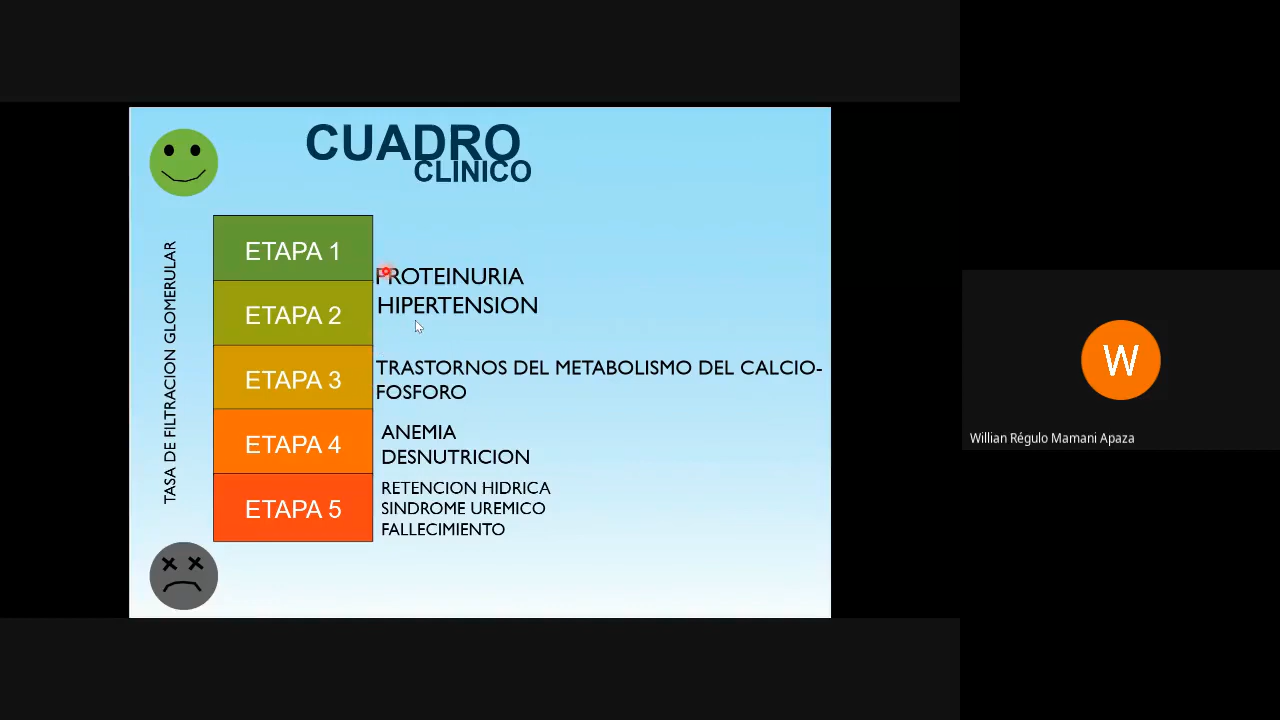 CUADRO
CLINICO
TASA DE FILTRACION GLOMERULAR
ETAPA 1
PROTEINURIA
HIPERTENSION
ETAPA 2
ETAPA 3
TRASTORNOS DEL METABOLISMO DEL CALCIO-
FOSFORO
ETAPA 4
ANEMIA
DESNUTRICION
ETAPA 5
RETENCION HIDRICA
SINDROME UREMICO
FALLECIMIENTO
W
Willian Régulo Mamani Apaza